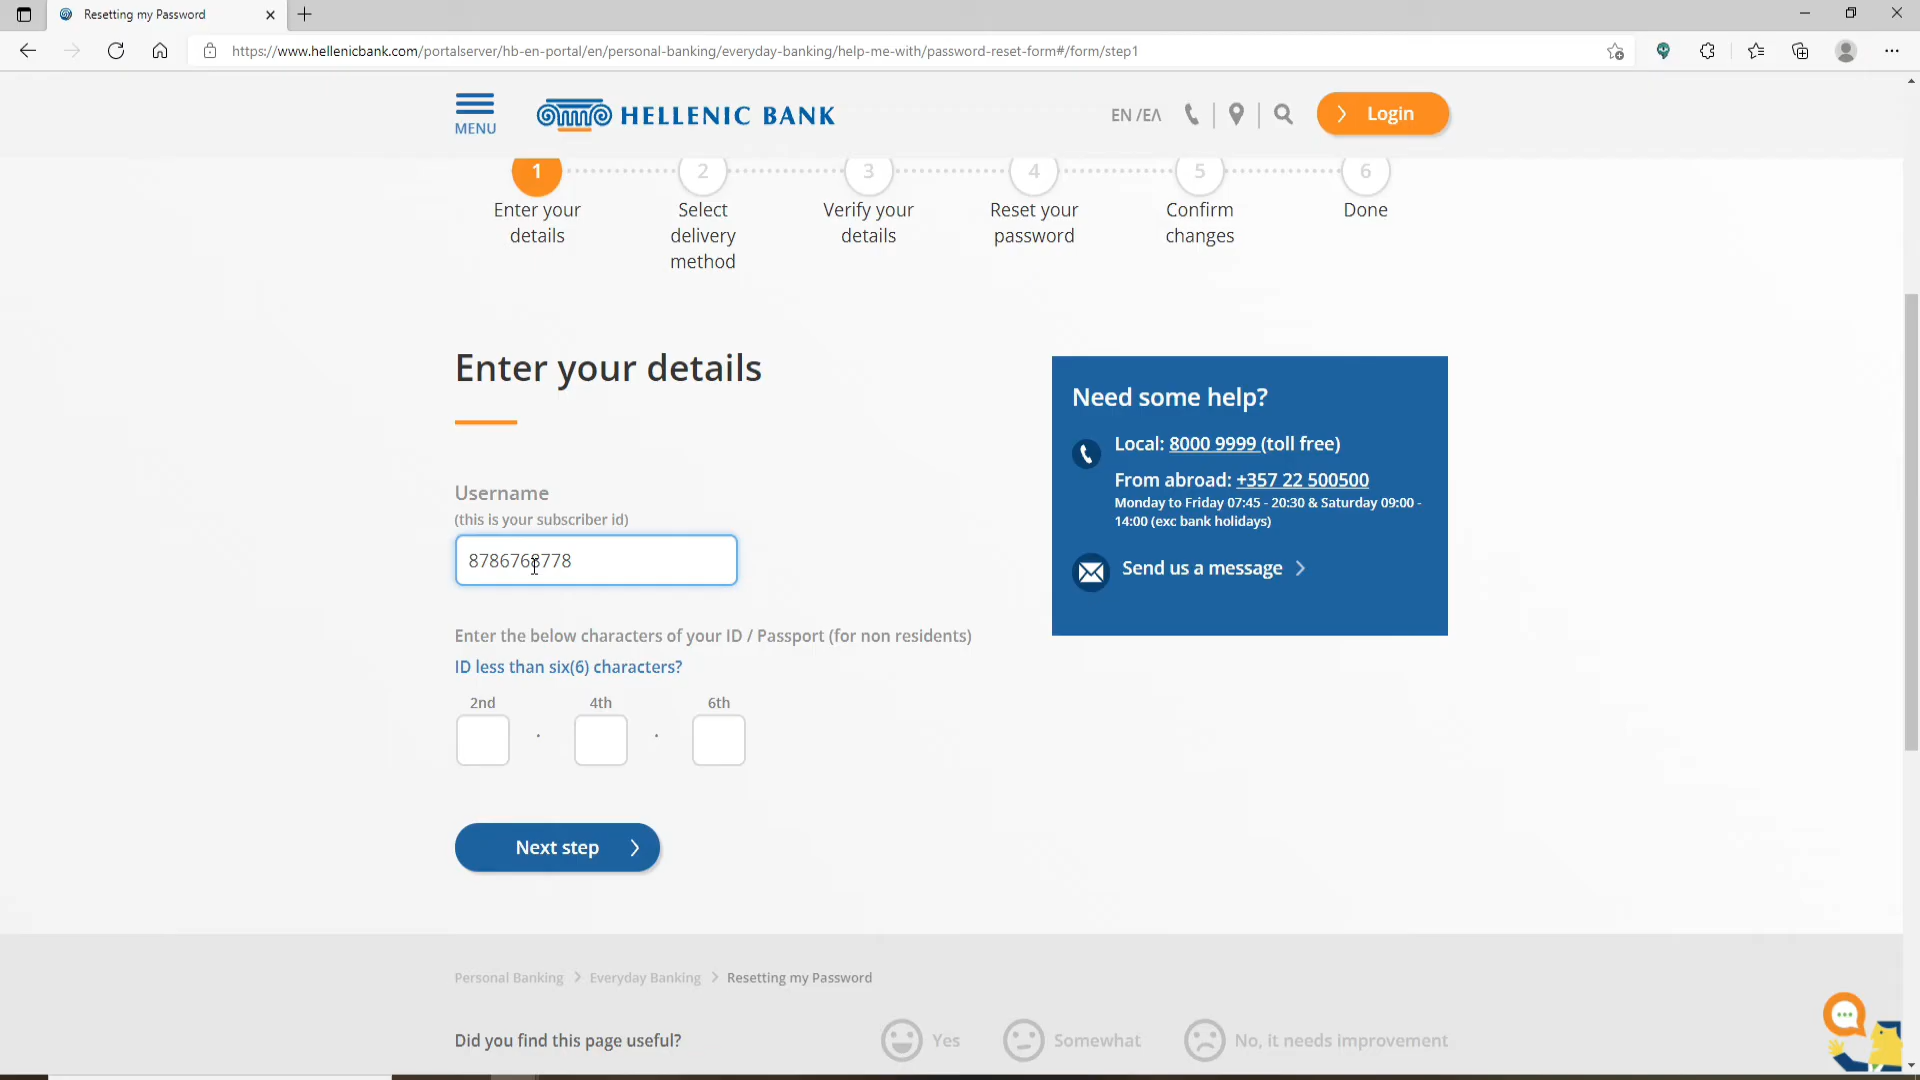 Resetting my Password
https://www.hellenicbank.com/portalserver/hb-en-portal/en/personal-banking/everyday-banking/help-me-with/password-reset-form#/form/step1
MENU
HELLENIC BANK
EN /ΕΛ
Login
1
2
3
4
5
6
Enter your
details
Select
delivery
method
Verify your
details
Reset your
password
Confirm
changes
Done
Enter your details
Username
(this is your subscriber id)
8786768778
Enter the below characters of your ID / Passport (for non residents)
ID less than six(6) characters?
2nd
4th
6th
Next step
Need some help?
Local: 8000 9999 (toll free)
From abroad: +357 22 500500
Monday to Friday 07:45 - 20:30 & Saturday 09:00 -
14:00 (exc bank holidays)
Send us a message
Personal Banking > Everyday Banking > Resetting my Password
Did you find this page useful?
Yes
Somewhat
No, it needs improvement